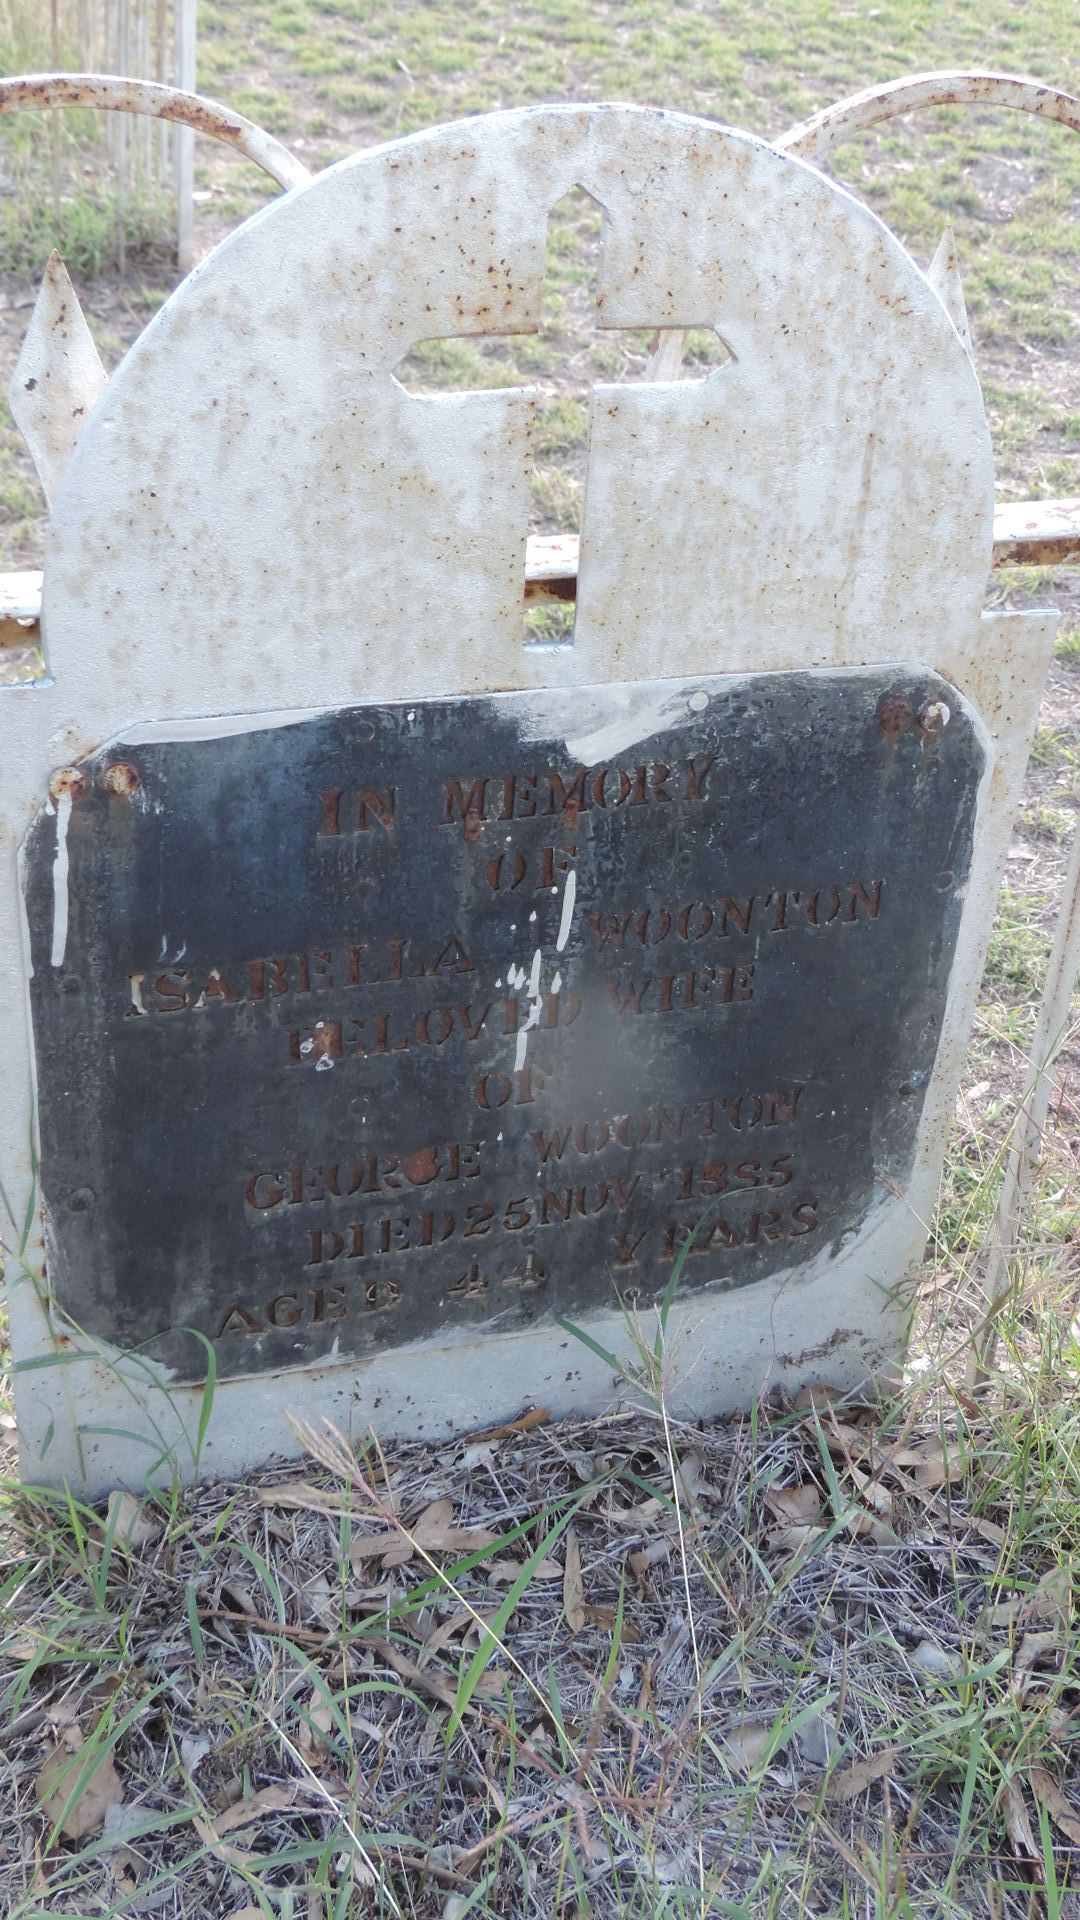 IN MEMORY
OF
ISABELLA WOONTON
BELOVED WIFE
OF
GEORGE WOONTON
DIED 25 NOV 1885
AGED 44 YEARS